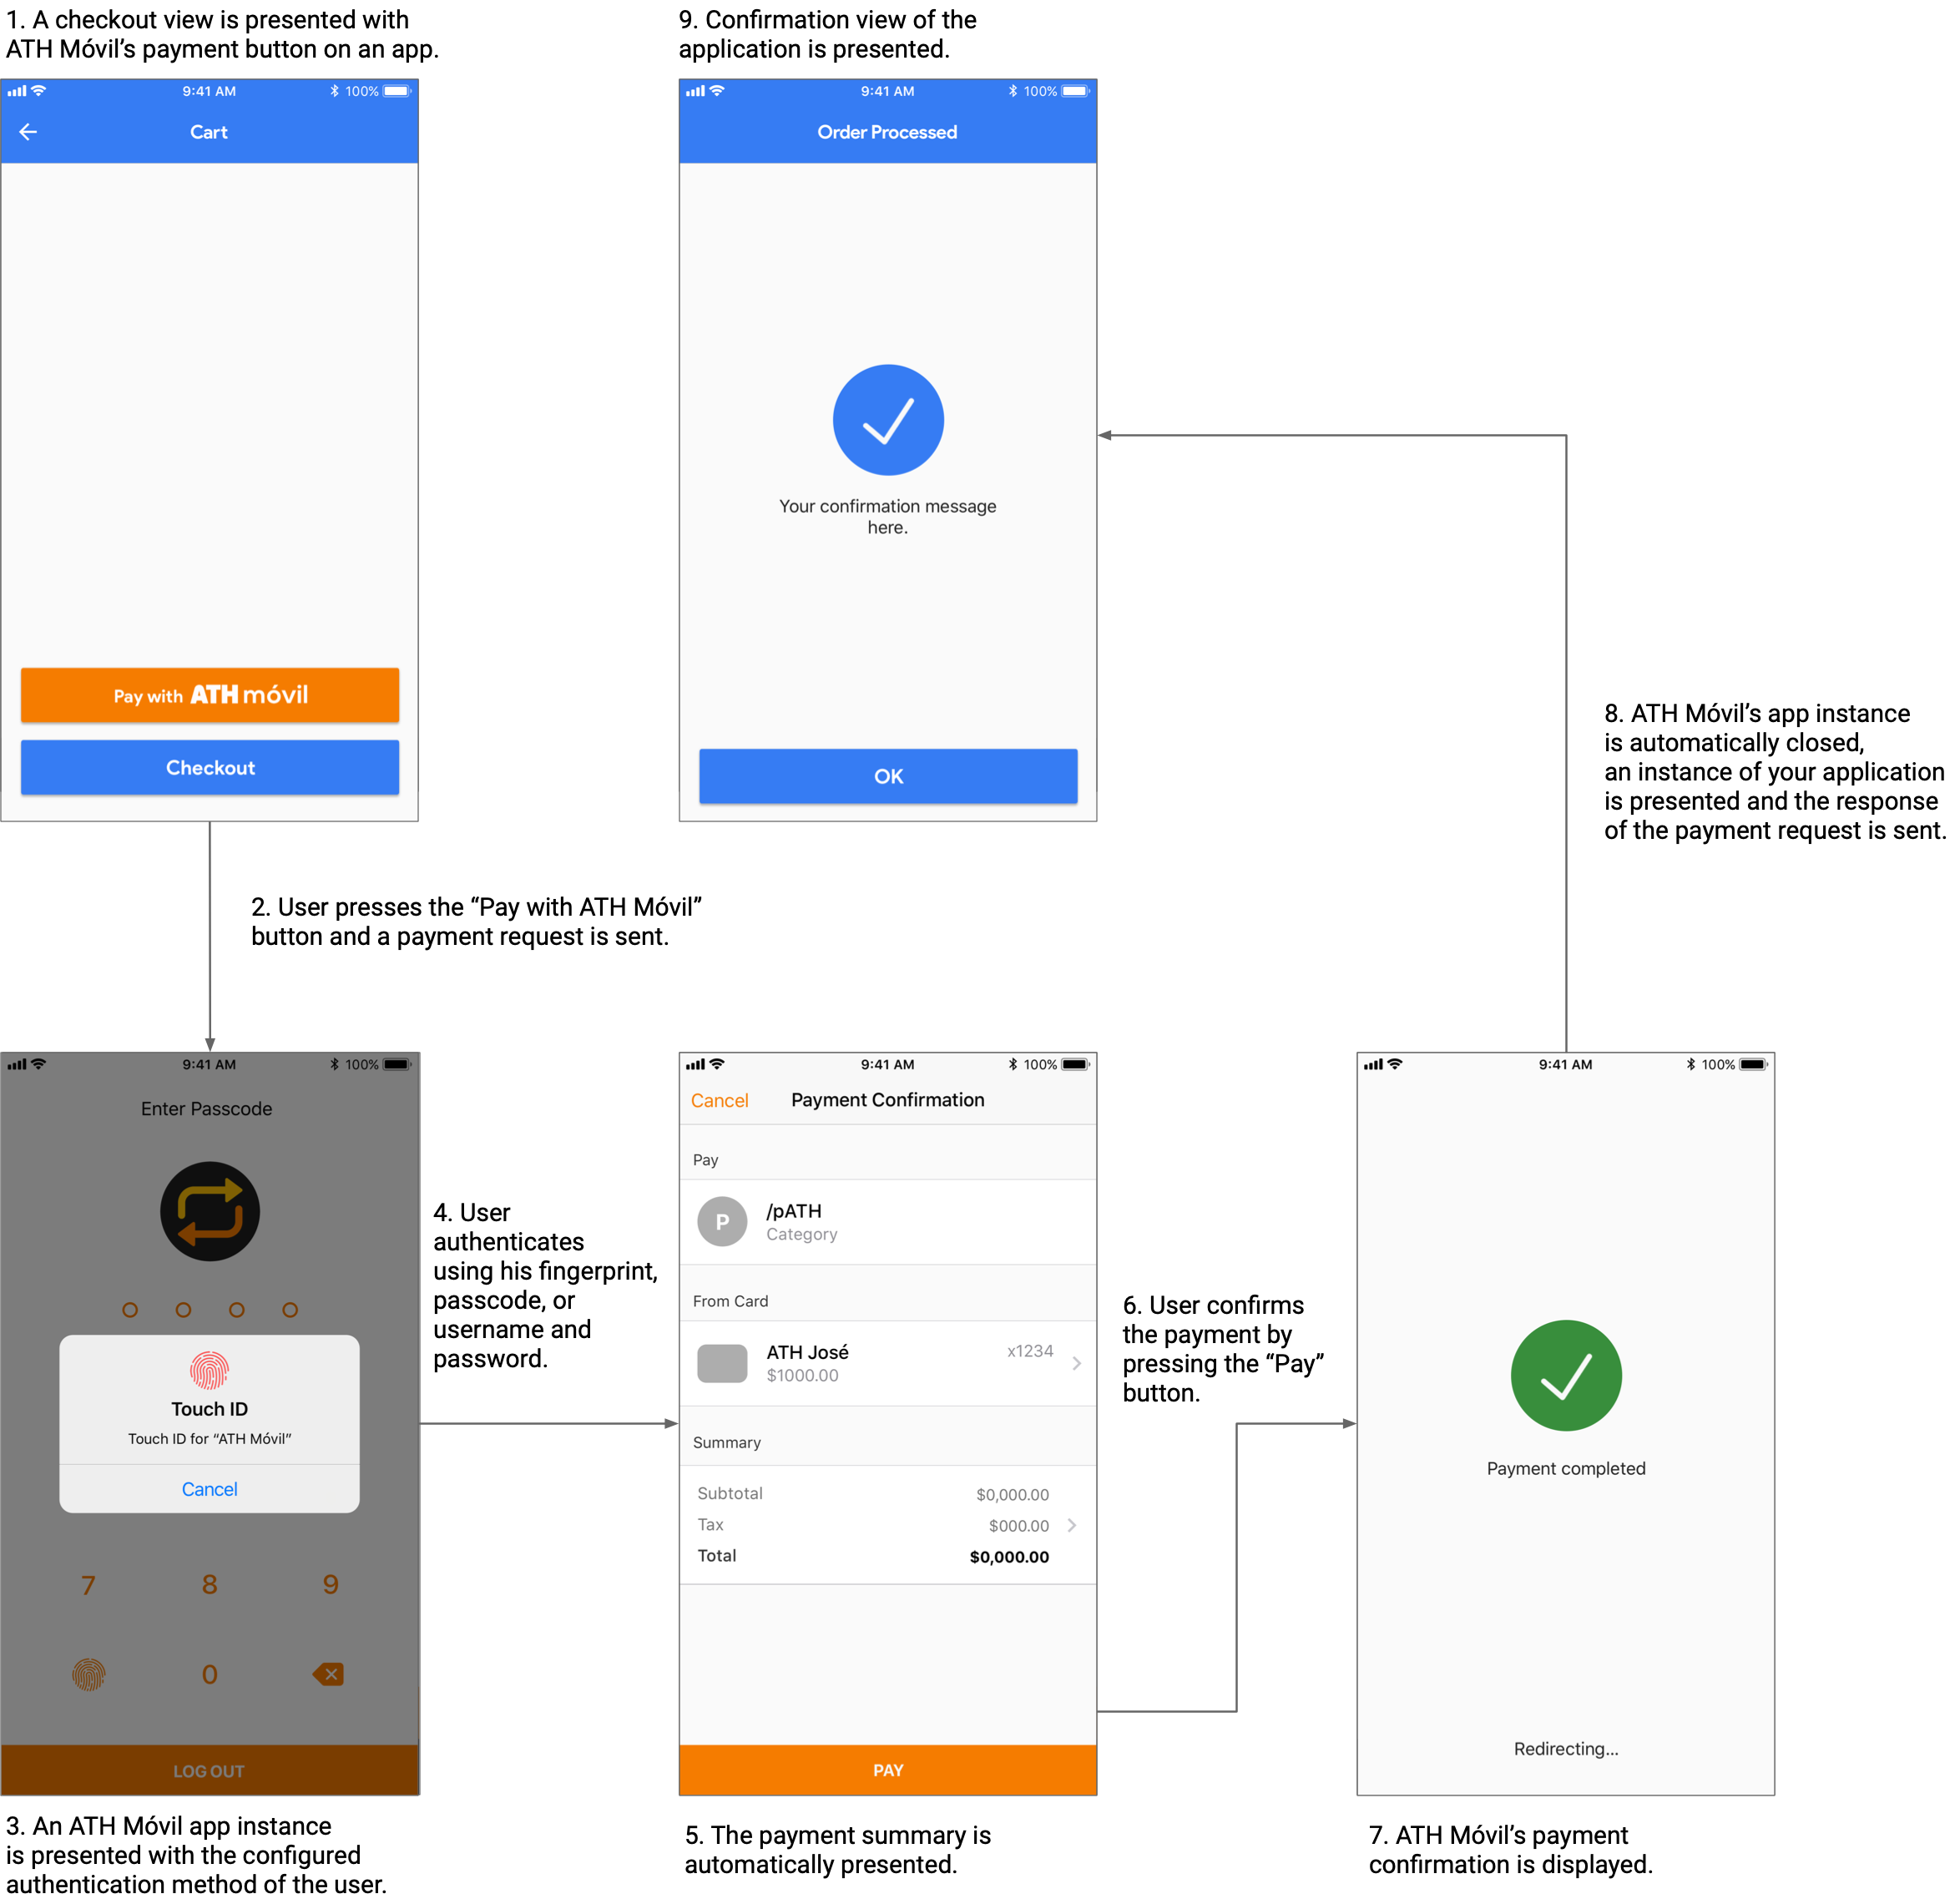 1. A checkout view is presented with
ATH Móvil’s payment button on an app.
9:41 AM
100%
Cart
Pay with ATH móvil
Checkout
9. Confirmation view of the
application is presented.
9:41 AM
100%
Order Processed
Your confirmation message
here.
OK
8. ATH Móvil’s app instance
is automatically closed,
an instance of your application
is presented and the response
of the payment request is sent.
2. User presses the “Pay with ATH Móvil”
button and a payment request is sent.
9:41 AM
100%
Enter Passcode
Touch ID
Touch ID for “ATH Móvil”
Cancel
7 8 9
0
LOG OUT
3. An ATH Móvil app instance
is presented with the configured
authentication method of the user.
4. User
authenticates
using his fingerprint,
passcode, or
username and
password.
9:41 AM
100%
Cancel Payment Confirmation
Pay
P
/pATH
Category
From Card
ATH José x1234
$1000.00
Summary
Subtotal $0,000.00
Tax $000.00
Total $0,000.00
PAY
5. The payment summary is
automatically presented.
6. User confirms
the payment by
pressing the “Pay”
button.
9:41 AM
100%
Payment completed
Redirecting...
7. ATH Móvil’s payment
confirmation is displayed.